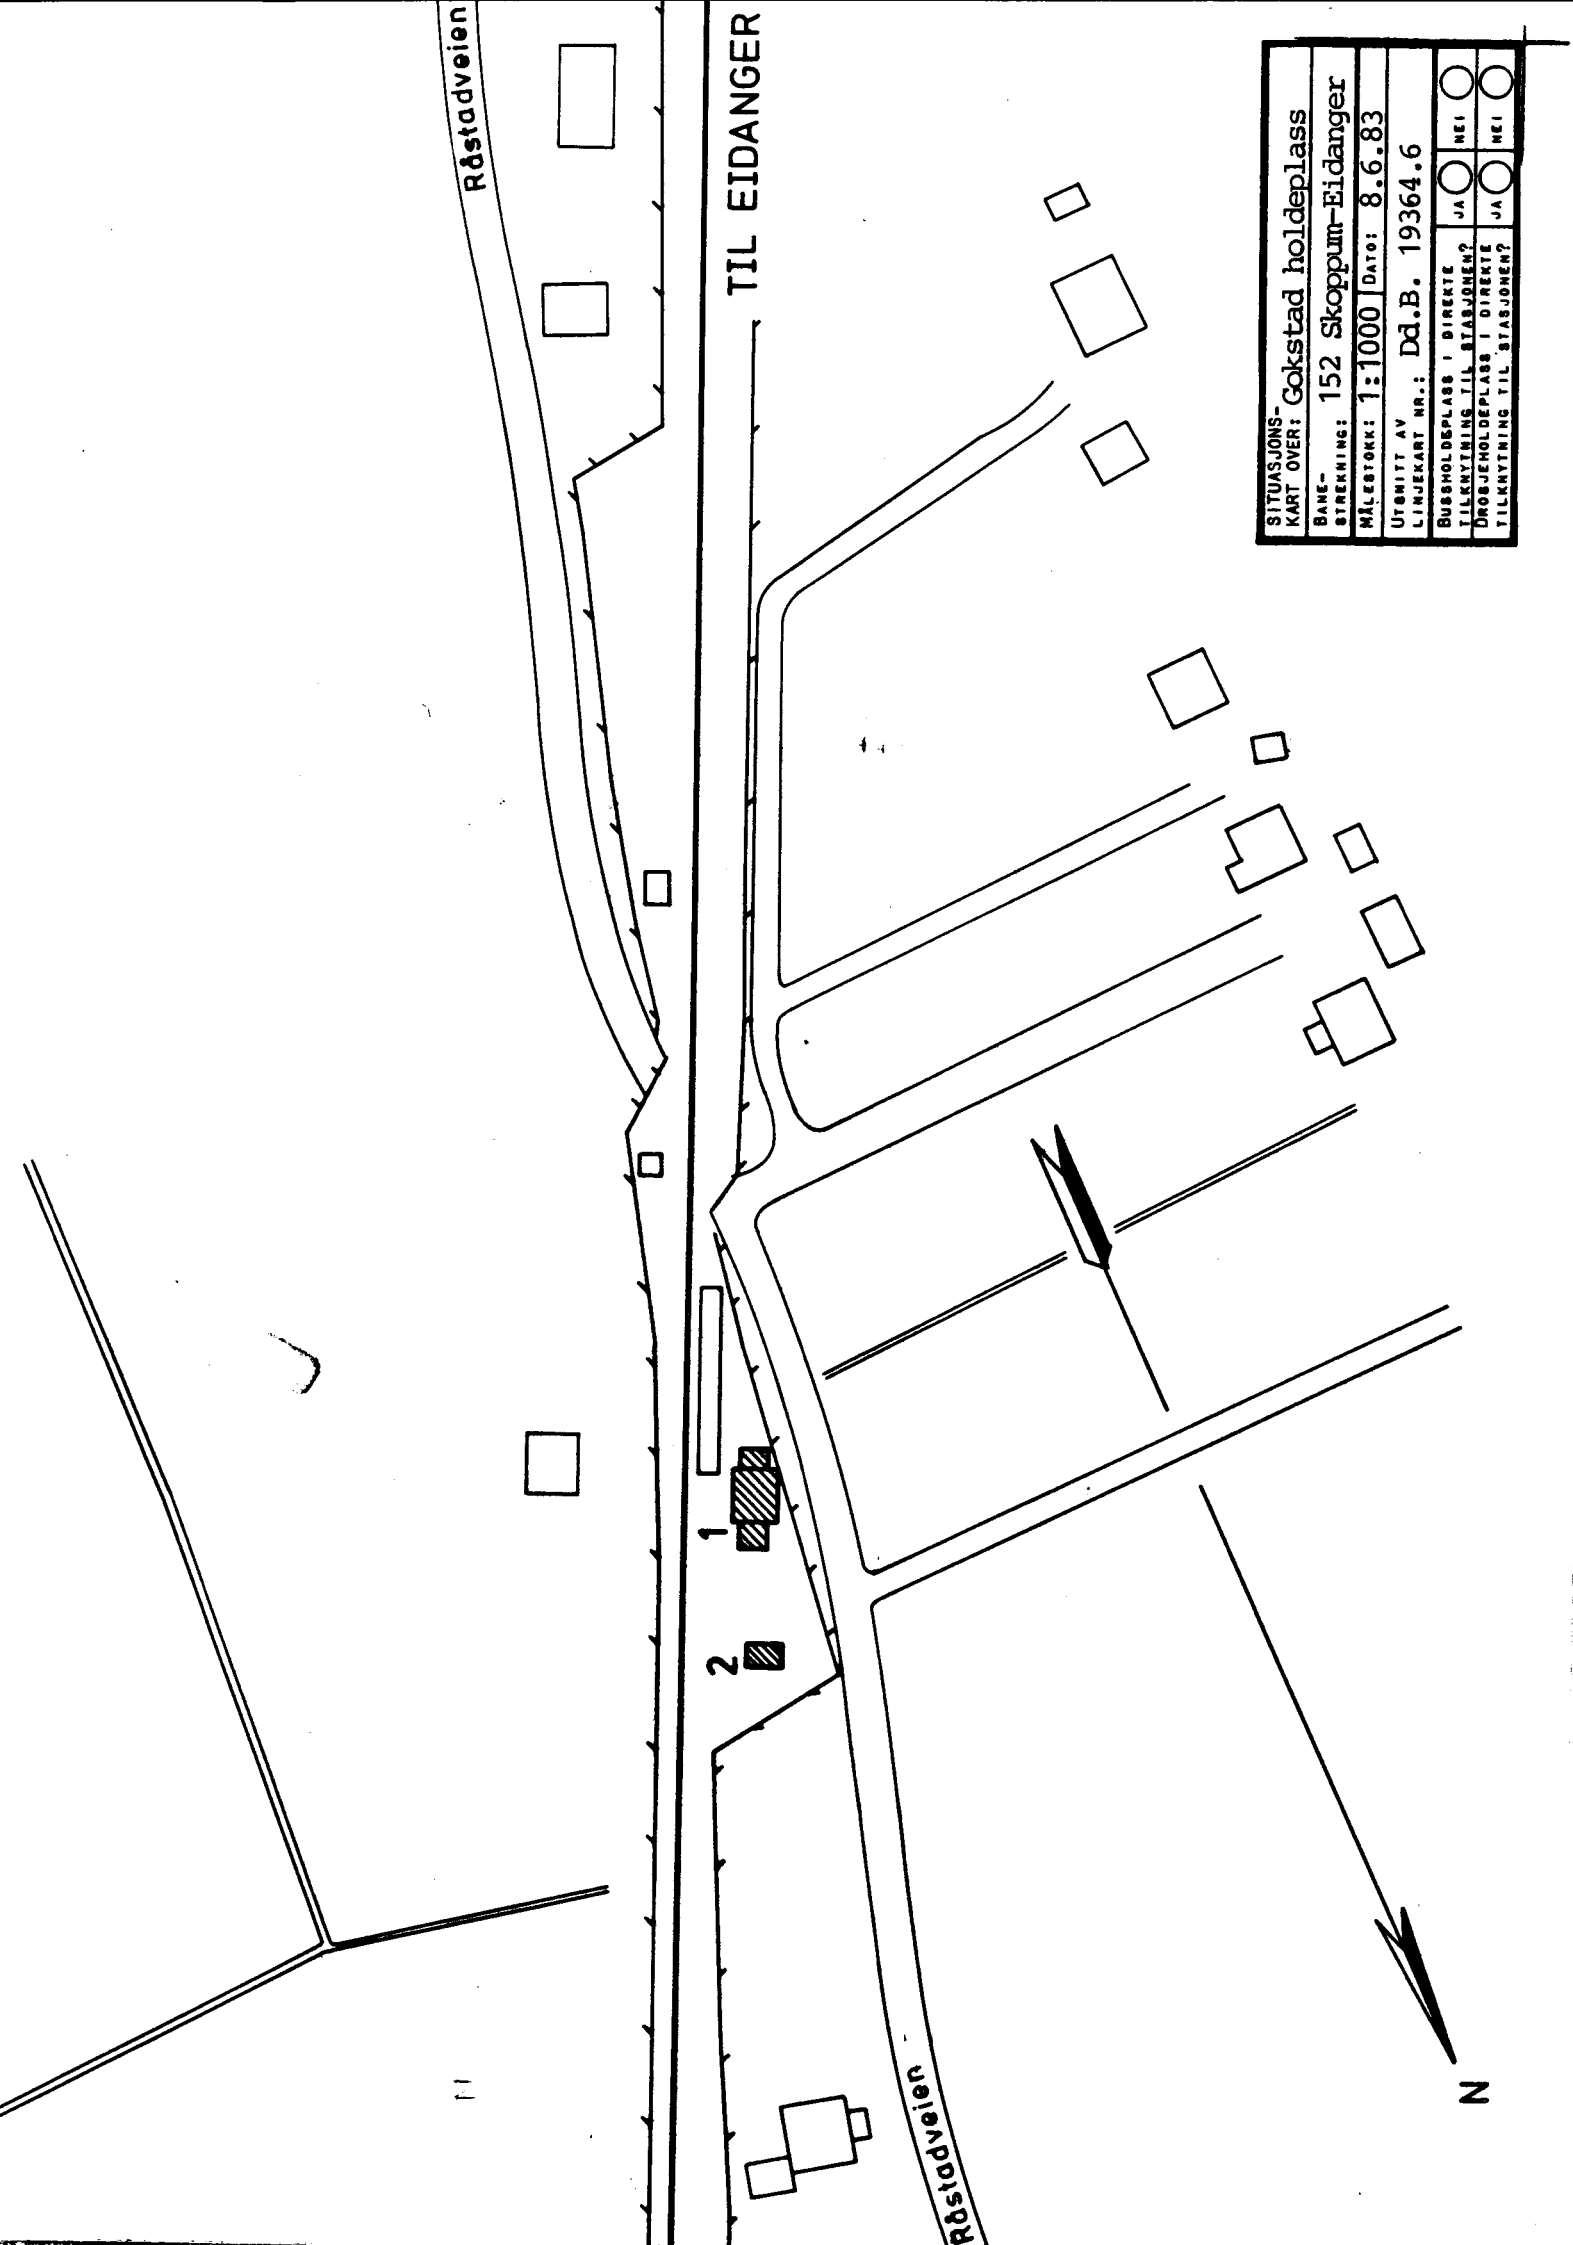 Råstadveien
TIL EIDANGER
SITUASJONS-
KART OVER: Gokstad holdeplass
BANE-
STREKNING: 152 Skoppum-Eidanger
MÅLESTOKK: 1:1000 DATO: 8.6.83
UTSNITT AV
LINJEKART NR.: Dd.B. 19364.6
BUSSHOLDEPLASS I DIREKTE
TILKNYTNING TIL STASJONEN? JA NEI
DROSJEHOLDEPLASS I DIREKTE
TILKNYTNING TIL STASJONEN? JA NEI
1
2
Råstadveien
N